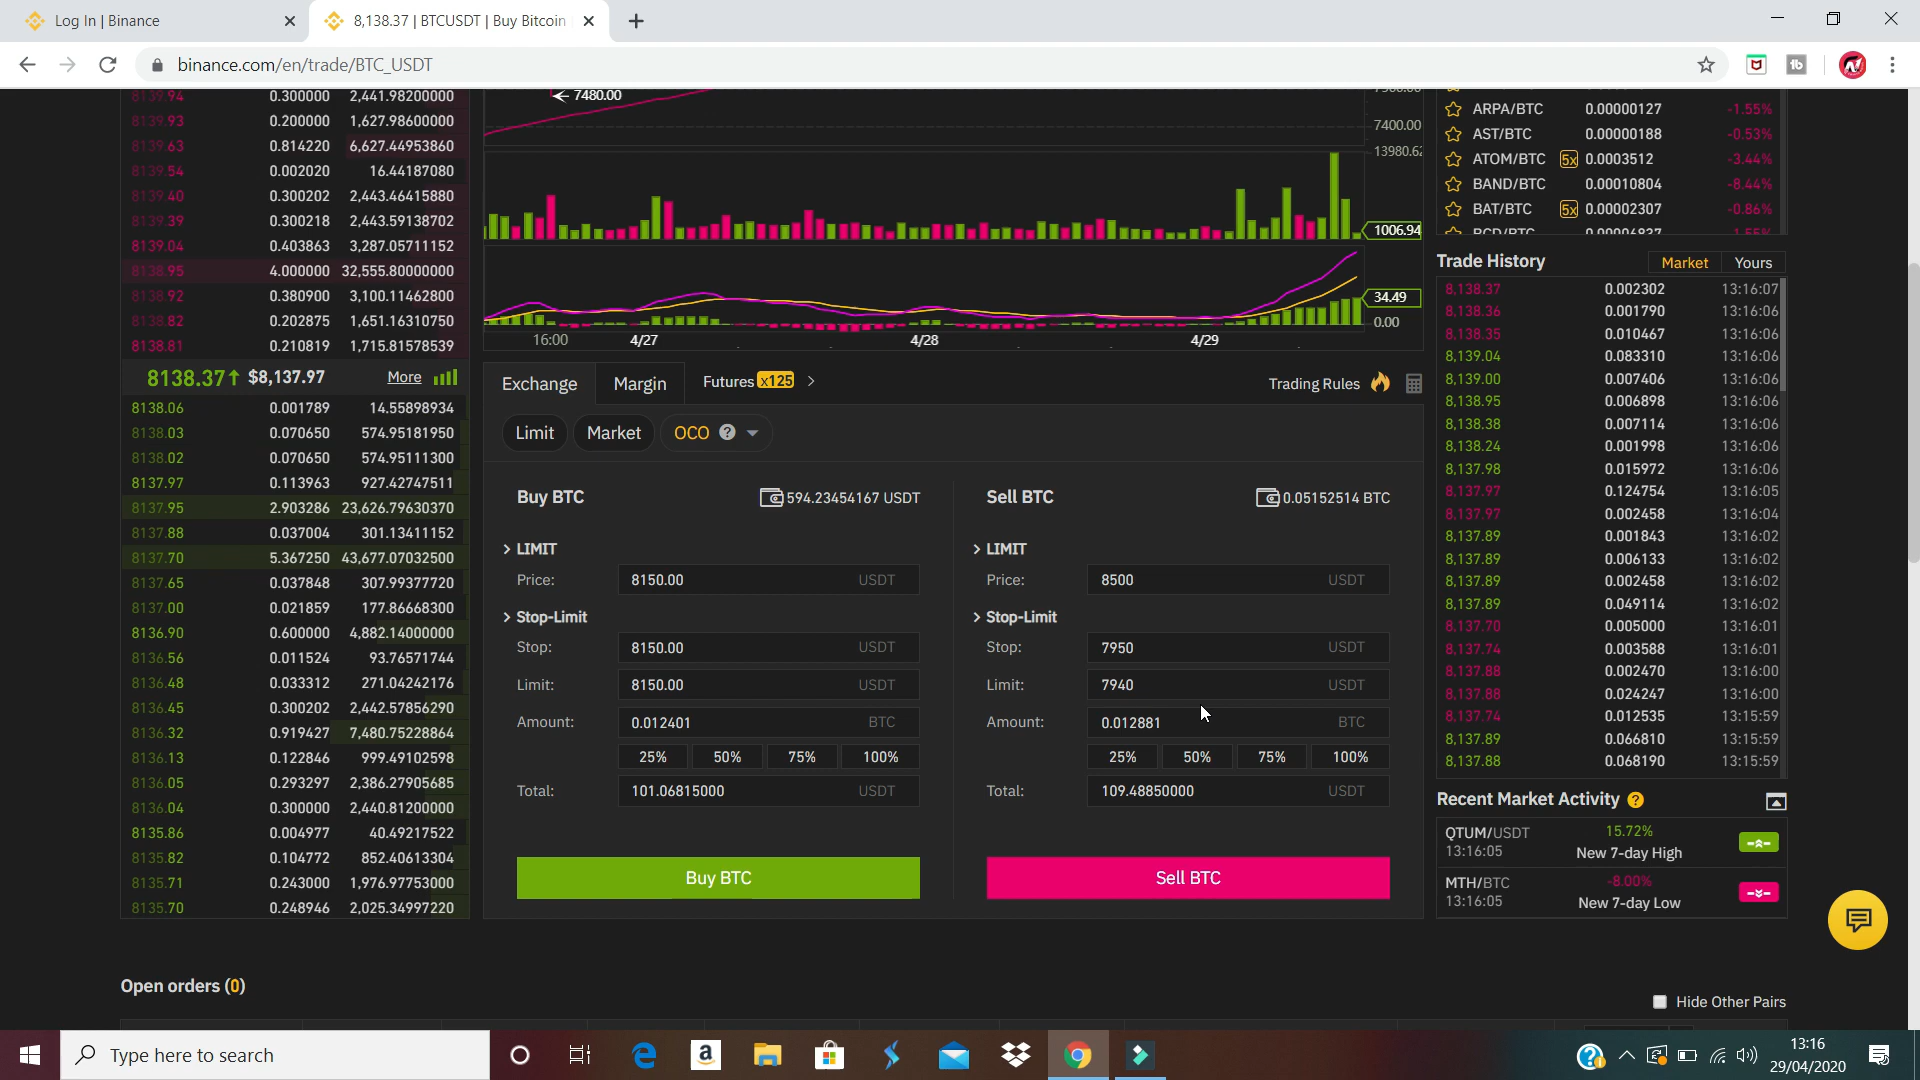 Log In | Binance
8,138.37 | BTCUSDT | Buy Bitcoin
binance.com/en/trade/BTC_USDT
8139.94 0.300000 2,441.98200000
8139.93 0.200000 1,627.98600000
8139.63 0.814220 6,627.44953860
8139.54 0.002020 16.44187080
8139.40 0.300202 2,443.46415880
8139.39 0.300218 2,443.59138702
8139.04 0.403863 3,287.05711152
8138.95 4.000000 32,555.80000000
8138.92 0.380900 3,100.11462800
8138.82 0.202875 1,651.16310750
8138.81 0.210819 1,715.81578539
8138.37↑ $8,137.97 More
8138.06 0.001789 14.55898934
8138.03 0.070650 574.95181950
8138.02 0.070650 574.95111300
8137.97 0.113963 927.42747511
8137.95 2.903286 23,626.79630370
8137.88 0.037004 301.13411152
8137.70 5.367250 43,677.07032500
8137.65 0.037848 307.99377720
8137.00 0.021859 177.86668300
8136.90 0.600000 4,882.14000000
8136.56 0.011524 93.76571744
8136.48 0.033312 271.04242176
8136.45 0.300202 2,442.57856290
8136.32 0.919427 7,480.75228864
8136.13 0.122846 999.49102598
8136.05 0.293297 2,386.27905685
8136.04 0.300000 2,440.81200000
8135.86 0.004977 40.49217522
8135.82 0.104772 852.40613304
8135.71 0.243000 1,976.97753000
8135.70 0.248946 2,025.34997220
7480.00
7400.00
13980.62
1006.94
34.49
0.00
16:00 4/27 4/28 4/29
Exchange Margin Futures x125 Trading Rules
Limit Market OCO
Buy BTC 594.23454167 USDT
LIMIT
Price: 8150.00 USDT
Stop-Limit
Stop: 8150.00 USDT
Limit: 8150.00 USDT
Amount: 0.012401 BTC
25% 50% 75% 100%
Total: 101.06815000 USDT
Buy BTC
Sell BTC 0.05152514 BTC
LIMIT
Price: 8500 USDT
Stop-Limit
Stop: 7950 USDT
Limit: 7940 USDT
Amount: 0.012881 BTC
25% 50% 75% 100%
Total: 109.48850000 USDT
Sell BTC
ARPA/BTC 0.00000127 -1.55%
AST/BTC 0.00000188 -0.53%
ATOM/BTC 5x 0.0003512 -3.44%
BAND/BTC 0.00010804 -8.44%
BAT/BTC 5x 0.00002307 -0.86%
Trade History Market Yours
8,138.37 0.002302 13:16:07
8,138.36 0.001790 13:16:06
8,138.35 0.010467 13:16:06
8,139.04 0.083310 13:16:06
8,139.00 0.007406 13:16:06
8,138.95 0.006898 13:16:06
8,138.38 0.007114 13:16:06
8,138.24 0.001998 13:16:06
8,137.98 0.015972 13:16:06
8,137.97 0.124754 13:16:05
8,137.97 0.002458 13:16:04
8,137.89 0.001843 13:16:02
8,137.89 0.006133 13:16:02
8,137.89 0.002458 13:16:02
8,137.89 0.049114 13:16:02
8,137.70 0.005000 13:16:01
8,137.74 0.003588 13:16:01
8,137.88 0.002470 13:16:00
8,137.88 0.024247 13:16:00
8,137.74 0.012535 13:15:59
8,137.89 0.066810 13:15:59
8,137.88 0.068190 13:15:59
Recent Market Activity
QTUM/USDT 15.72%
13:16:05 New 7-day High
MTH/BTC -8.00%
13:16:05 New 7-day Low
Open orders (0)
Hide Other Pairs
Type here to search
13:16
29/04/2020